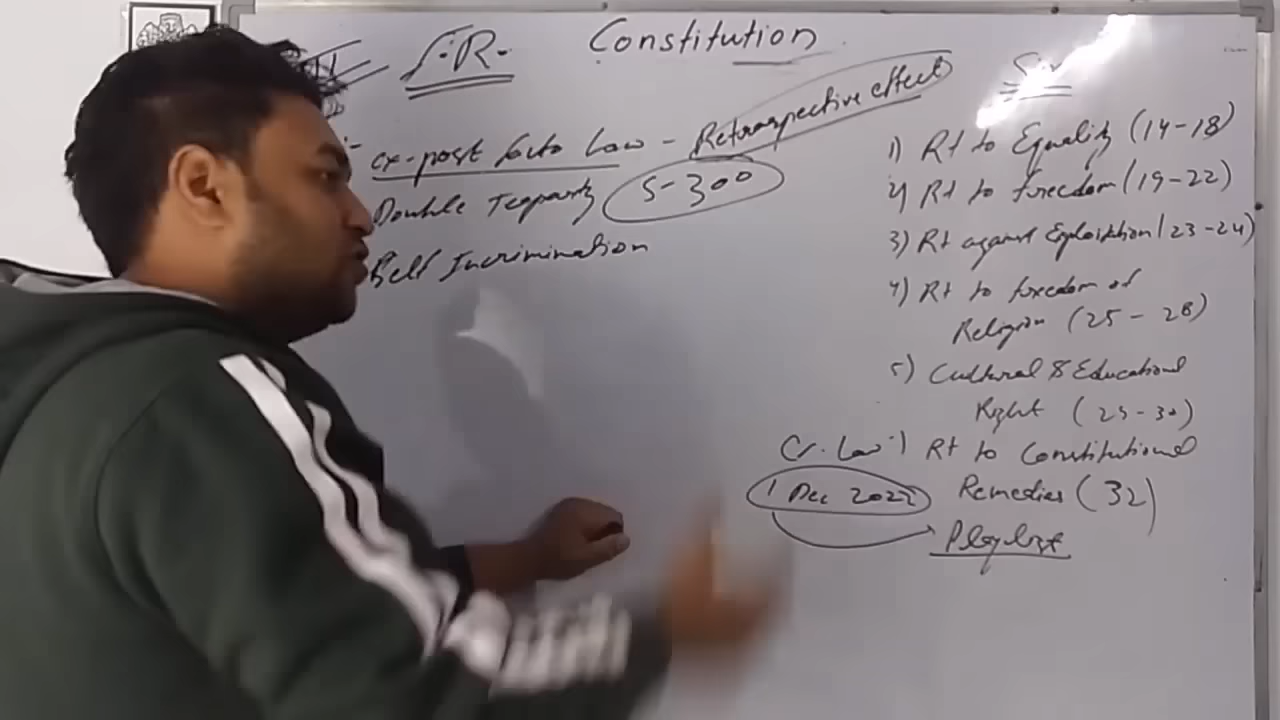 Constitution
F.R.
ex-post facto Law - Retrospective effect
Double Jeopardy S-300
Self Incrimination
Six
1) Rt to Equality (14-18)
2) Rt to freedom (19-22)
3) Rt against Exploitation (23-24)
4) Rt to freedom of
Religion (25-28)
5) Cultural & Educational
Right (29-30)
Cr. Law
Rt to Constitutional
Remedies (32)
1 Dec 2022
Playlist